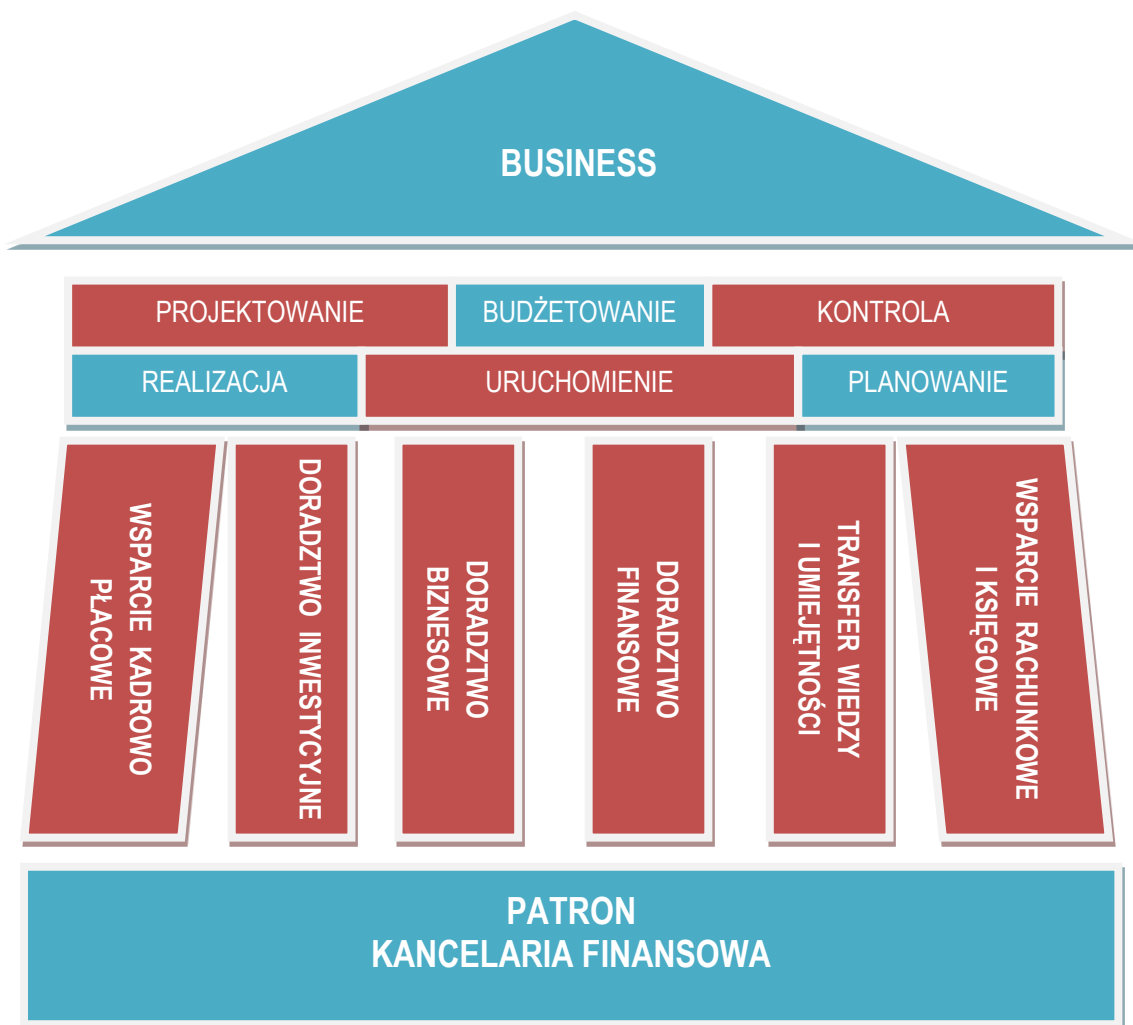 BUSINESS
PROJEKTOWANIE
BUDŻETOWANIE
KONTROLA
REALIZACJA
URUCHOMIENIE
PLANOWANIE
WSPARCIE KADROWO
PŁACOWE
DORADZTWO INWESTYCYJNE
DORADZTWO
BIZNESOWE
DORADZTWO
FINANSOWE
TRANSFER WIEDZY
I UMIEJĘTNOŚCI
WSPARCIE RACHUNKOWE
I KSIĘGOWE
PATRON
KANCELARIA FINANSOWA